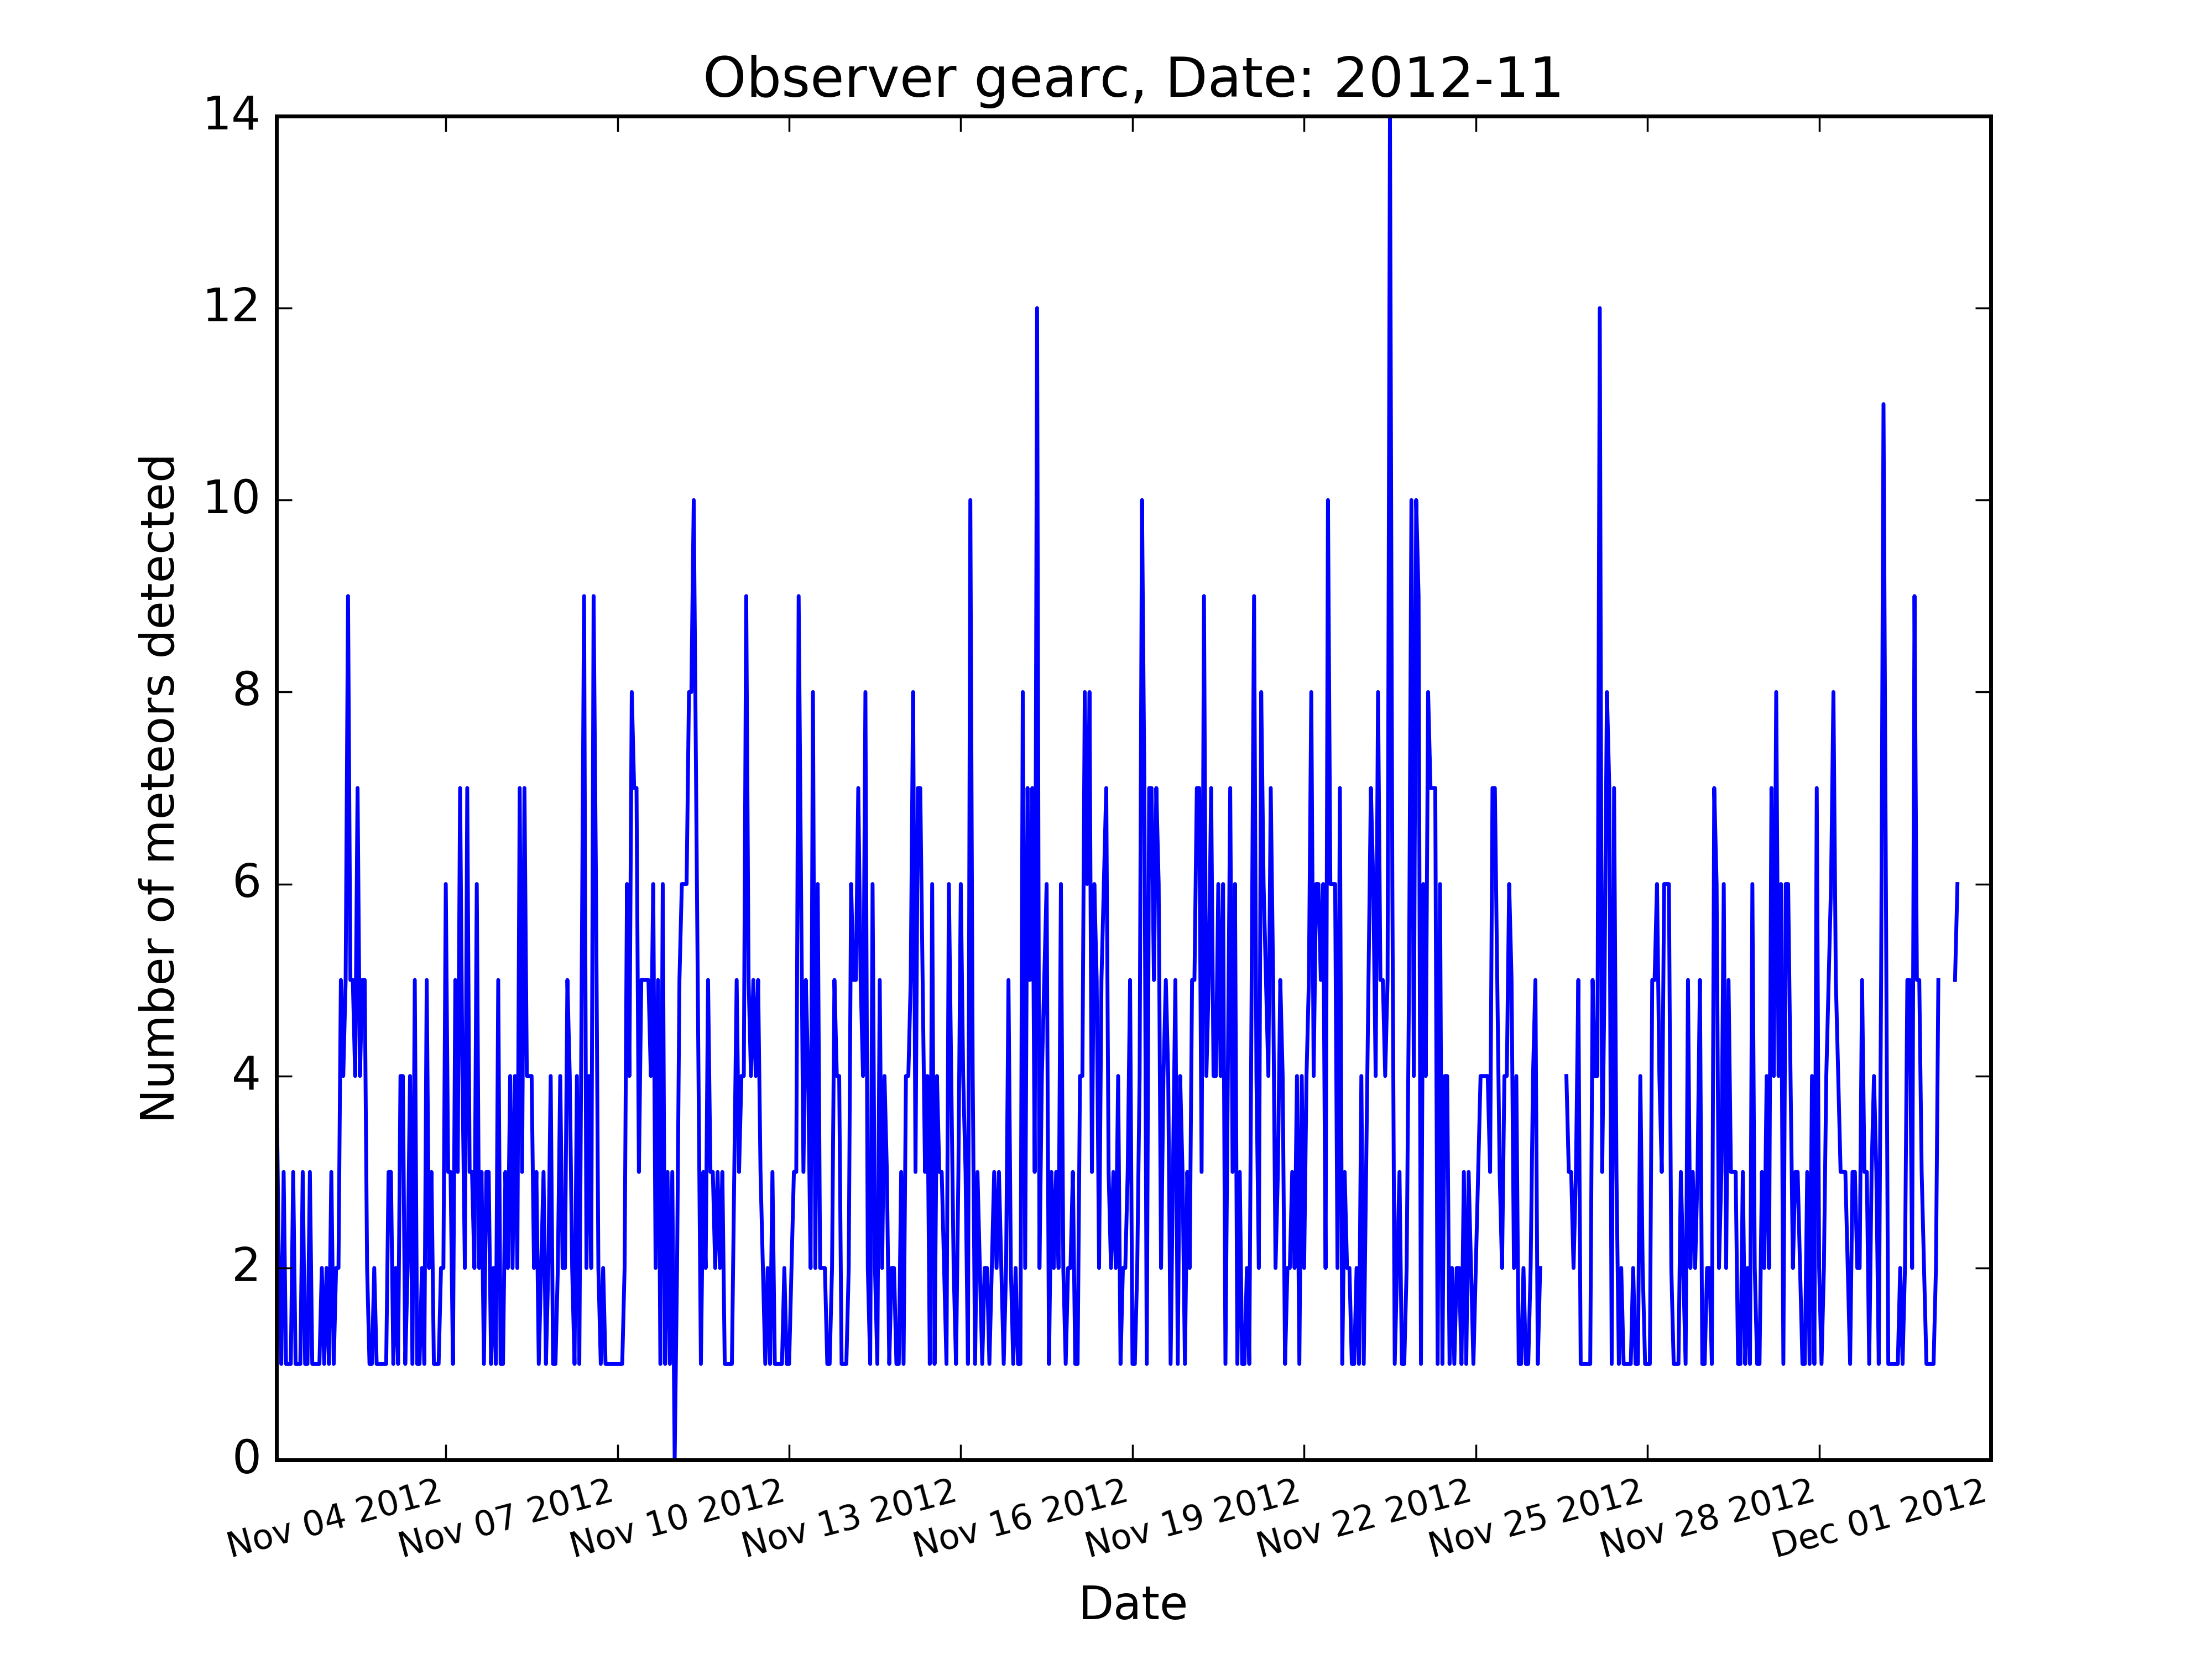 Observer gearc, Date: 2012-11
14
12
10
8
6
4
2
0
Number of meteors detected
Nov 04 2012
Nov 07 2012
Nov 10 2012
Nov 13 2012
Nov 16 2012
Nov 19 2012
Nov 22 2012
Nov 25 2012
Nov 28 2012
Dec 01 2012
Date